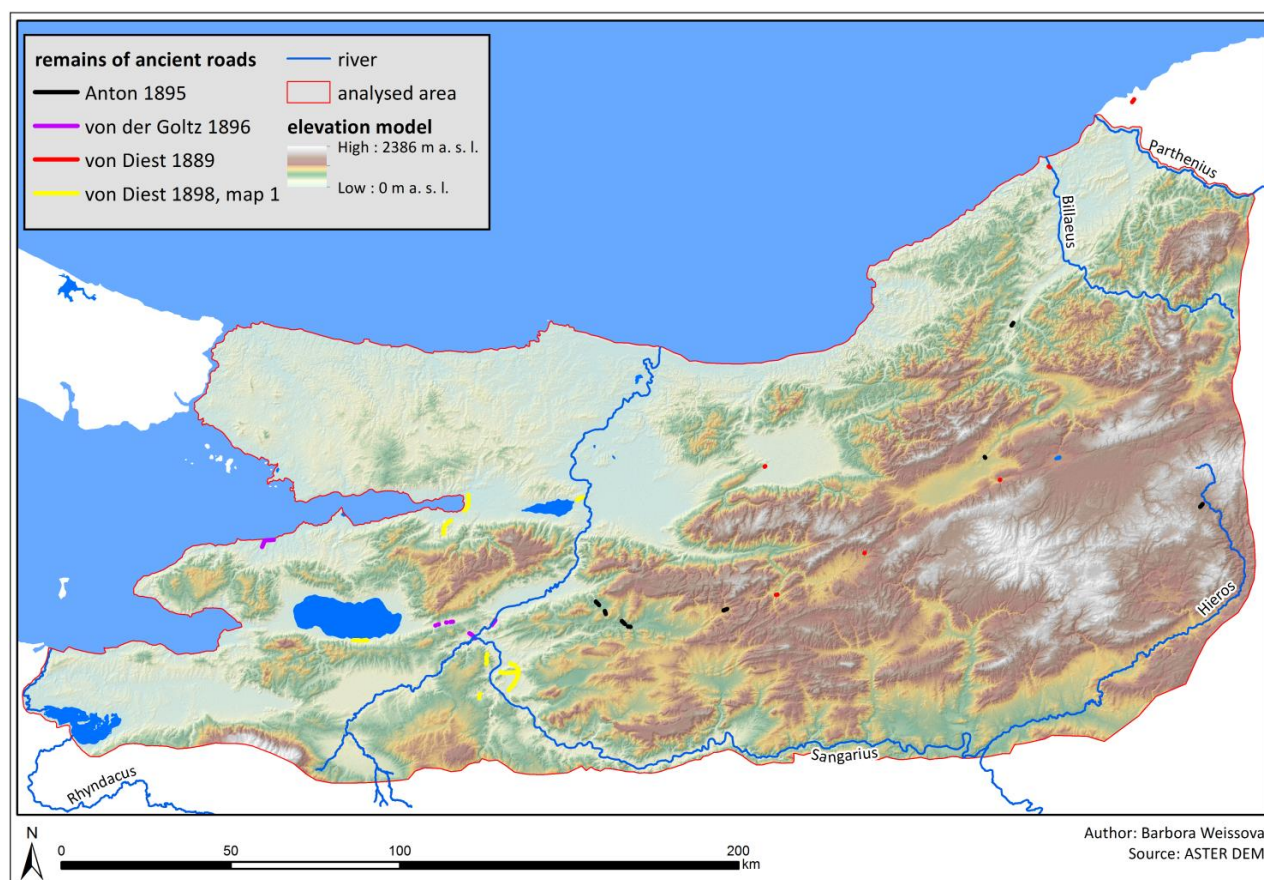 remains of ancient roads
Anton 1895
von der Goltz 1896
von Diest 1889
von Diest 1898, map 1
river
analysed area
elevation model
High : 2386 m a. s. l.
Low : 0 m a. s. l.
Parthenius
Billaeus
Hieros
Sangarius
Rhyndacus
N
0 50 100 200
km
Author: Barbora Weissova
Source: ASTER DEM